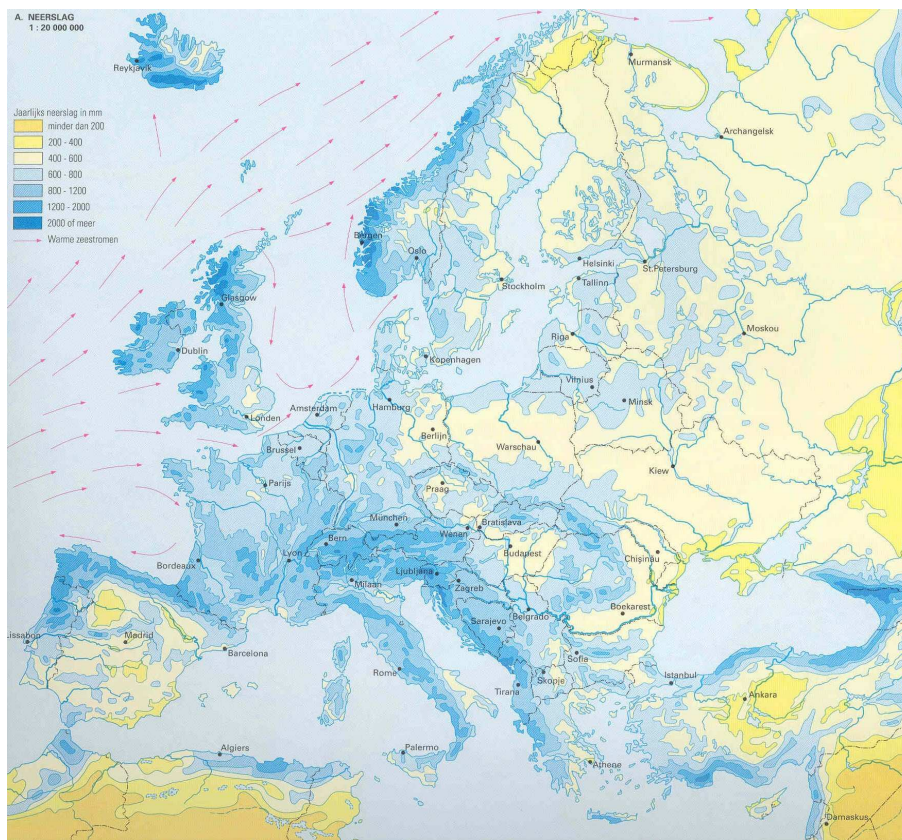 A. NEERSLAG
1 : 20 000 000
Reykjavik
Murmansk
Jaarlijks neerslag in mm
minder dan 200
200 - 400
400 - 600
600 - 800
800 - 1200
1200 - 2000
2000 of meer
Warme zeestromen
Archangelsk
Bergen
Oslo
Helsinki
St.Petersburg
Stockholm
Tallinn
Glasgow
Moskou
Riga
Dublin
Kopenhagen
Vilnius
Minsk
Londen
Amsterdam
Hamburg
Berlijn
Warschau
Brussel
Kiew
Parijs
Praag
München
Wenen
Bratislava
Bern
Budapest
Chişinau
Lyon
Bordeaux
Ljubljana
Milaan
Zagreb
Boekarest
Belgrado
Sarajevo
Lissabon
Madrid
Barcelona
Sofia
Rome
Skopje
Istanbul
Tirana
Ankara
Algiers
Palermo
Athene
Damaskus